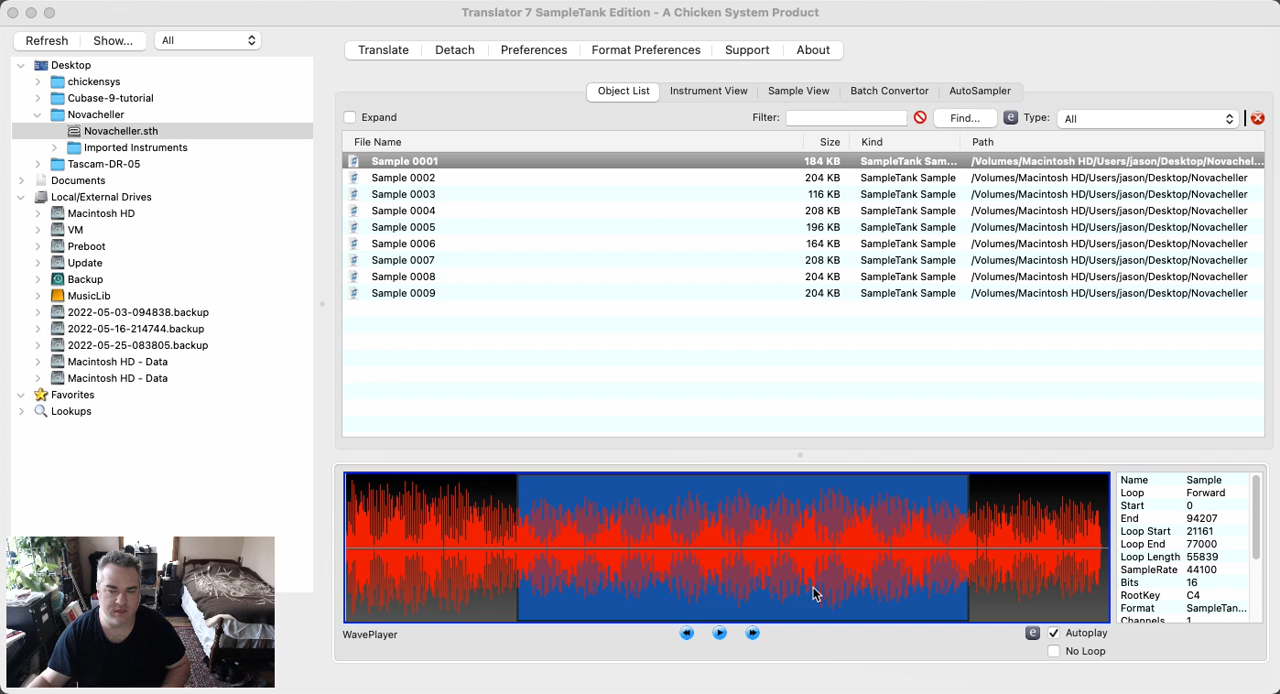 Translator 7 SampleTank Edition - A Chicken System Product
Refresh Show... All
Translate Detach Preferences Format Preferences Support About
Desktop
chickensys
Cubase-9-tutorial
Novacheller
Novacheller.sth
Imported Instruments
Tascam-DR-05
Documents
Local/External Drives
Macintosh HD
VM
Preboot
Update
Backup
MusicLib
2022-05-03-094838.backup
2022-05-16-214744.backup
2022-05-25-083805.backup
Macintosh HD - Data
Macintosh HD - Data
Favorites
Lookups
Object List Instrument View Sample View Batch Convertor AutoSampler
Expand Filter: Find... e Type: All
File Name Size Kind Path
Sample 0001 184 KB SampleTank Sam... /Volumes/Macintosh HD/Users/jason/Desktop/Novachel...
Sample 0002 204 KB SampleTank Sample /Volumes/Macintosh HD/Users/jason/Desktop/Novacheller
Sample 0003 116 KB SampleTank Sample /Volumes/Macintosh HD/Users/jason/Desktop/Novacheller
Sample 0004 208 KB SampleTank Sample /Volumes/Macintosh HD/Users/jason/Desktop/Novacheller
Sample 0005 196 KB SampleTank Sample /Volumes/Macintosh HD/Users/jason/Desktop/Novacheller
Sample 0006 164 KB SampleTank Sample /Volumes/Macintosh HD/Users/jason/Desktop/Novacheller
Sample 0007 208 KB SampleTank Sample /Volumes/Macintosh HD/Users/jason/Desktop/Novacheller
Sample 0008 204 KB SampleTank Sample /Volumes/Macintosh HD/Users/jason/Desktop/Novacheller
Sample 0009 204 KB SampleTank Sample /Volumes/Macintosh HD/Users/jason/Desktop/Novacheller
Name Sample
Loop Forward
Start 0
End 94207
Loop Start 21161
Loop End 77000
Loop Length 55839
SampleRate 44100
Bits 16
RootKey C4
Format SampleTan...
Channels 1
WavePlayer e Autoplay
No Loop